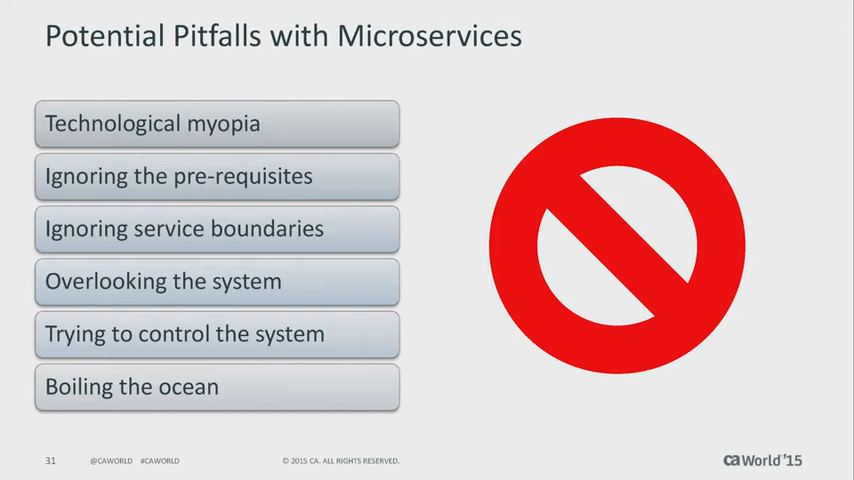 Potential Pitfalls with Microservices
Technological myopia
Ignoring the pre-requisites
Ignoring service boundaries
Overlooking the system
Trying to control the system
Boiling the ocean
31 @CAWORLD #CAWORLD © 2015 CA. ALL RIGHTS RESERVED. ca World '15